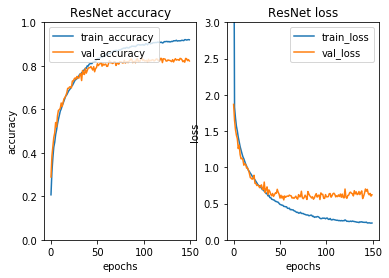 ResNet accuracy
1.0
0.8
0.6
0.4
0.2
0.0
accuracy
train_accuracy
val_accuracy
0 50 100 150
epochs
ResNet loss
3.0
2.5
2.0
1.5
1.0
0.5
0.0
loss
train_loss
val_loss
0 50 100 150
epochs